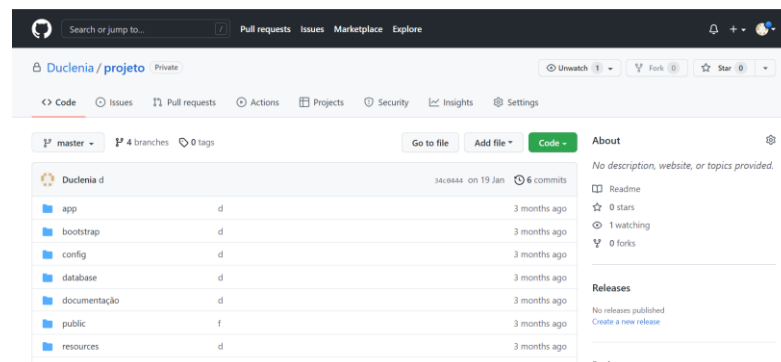 Search or jump to... / Pull requests Issues Marketplace Explore
Duclenia / projeto Private Unwatch 1 Fork 0 Star 0
Code Issues Pull requests Actions Projects Security Insights Settings
master 4 branches 0 tags Go to file Add file Code About
No description, website, or topics provided.
Duclenia d 34c0444 on 19 Jan 6 commits
Readme
app d 3 months ago
0 stars
bootstrap d 3 months ago
1 watching
config d 3 months ago
0 forks
database d 3 months ago
Releases
documentação d 3 months ago
No releases published
public f 3 months ago
Create a new release
resources d 3 months ago